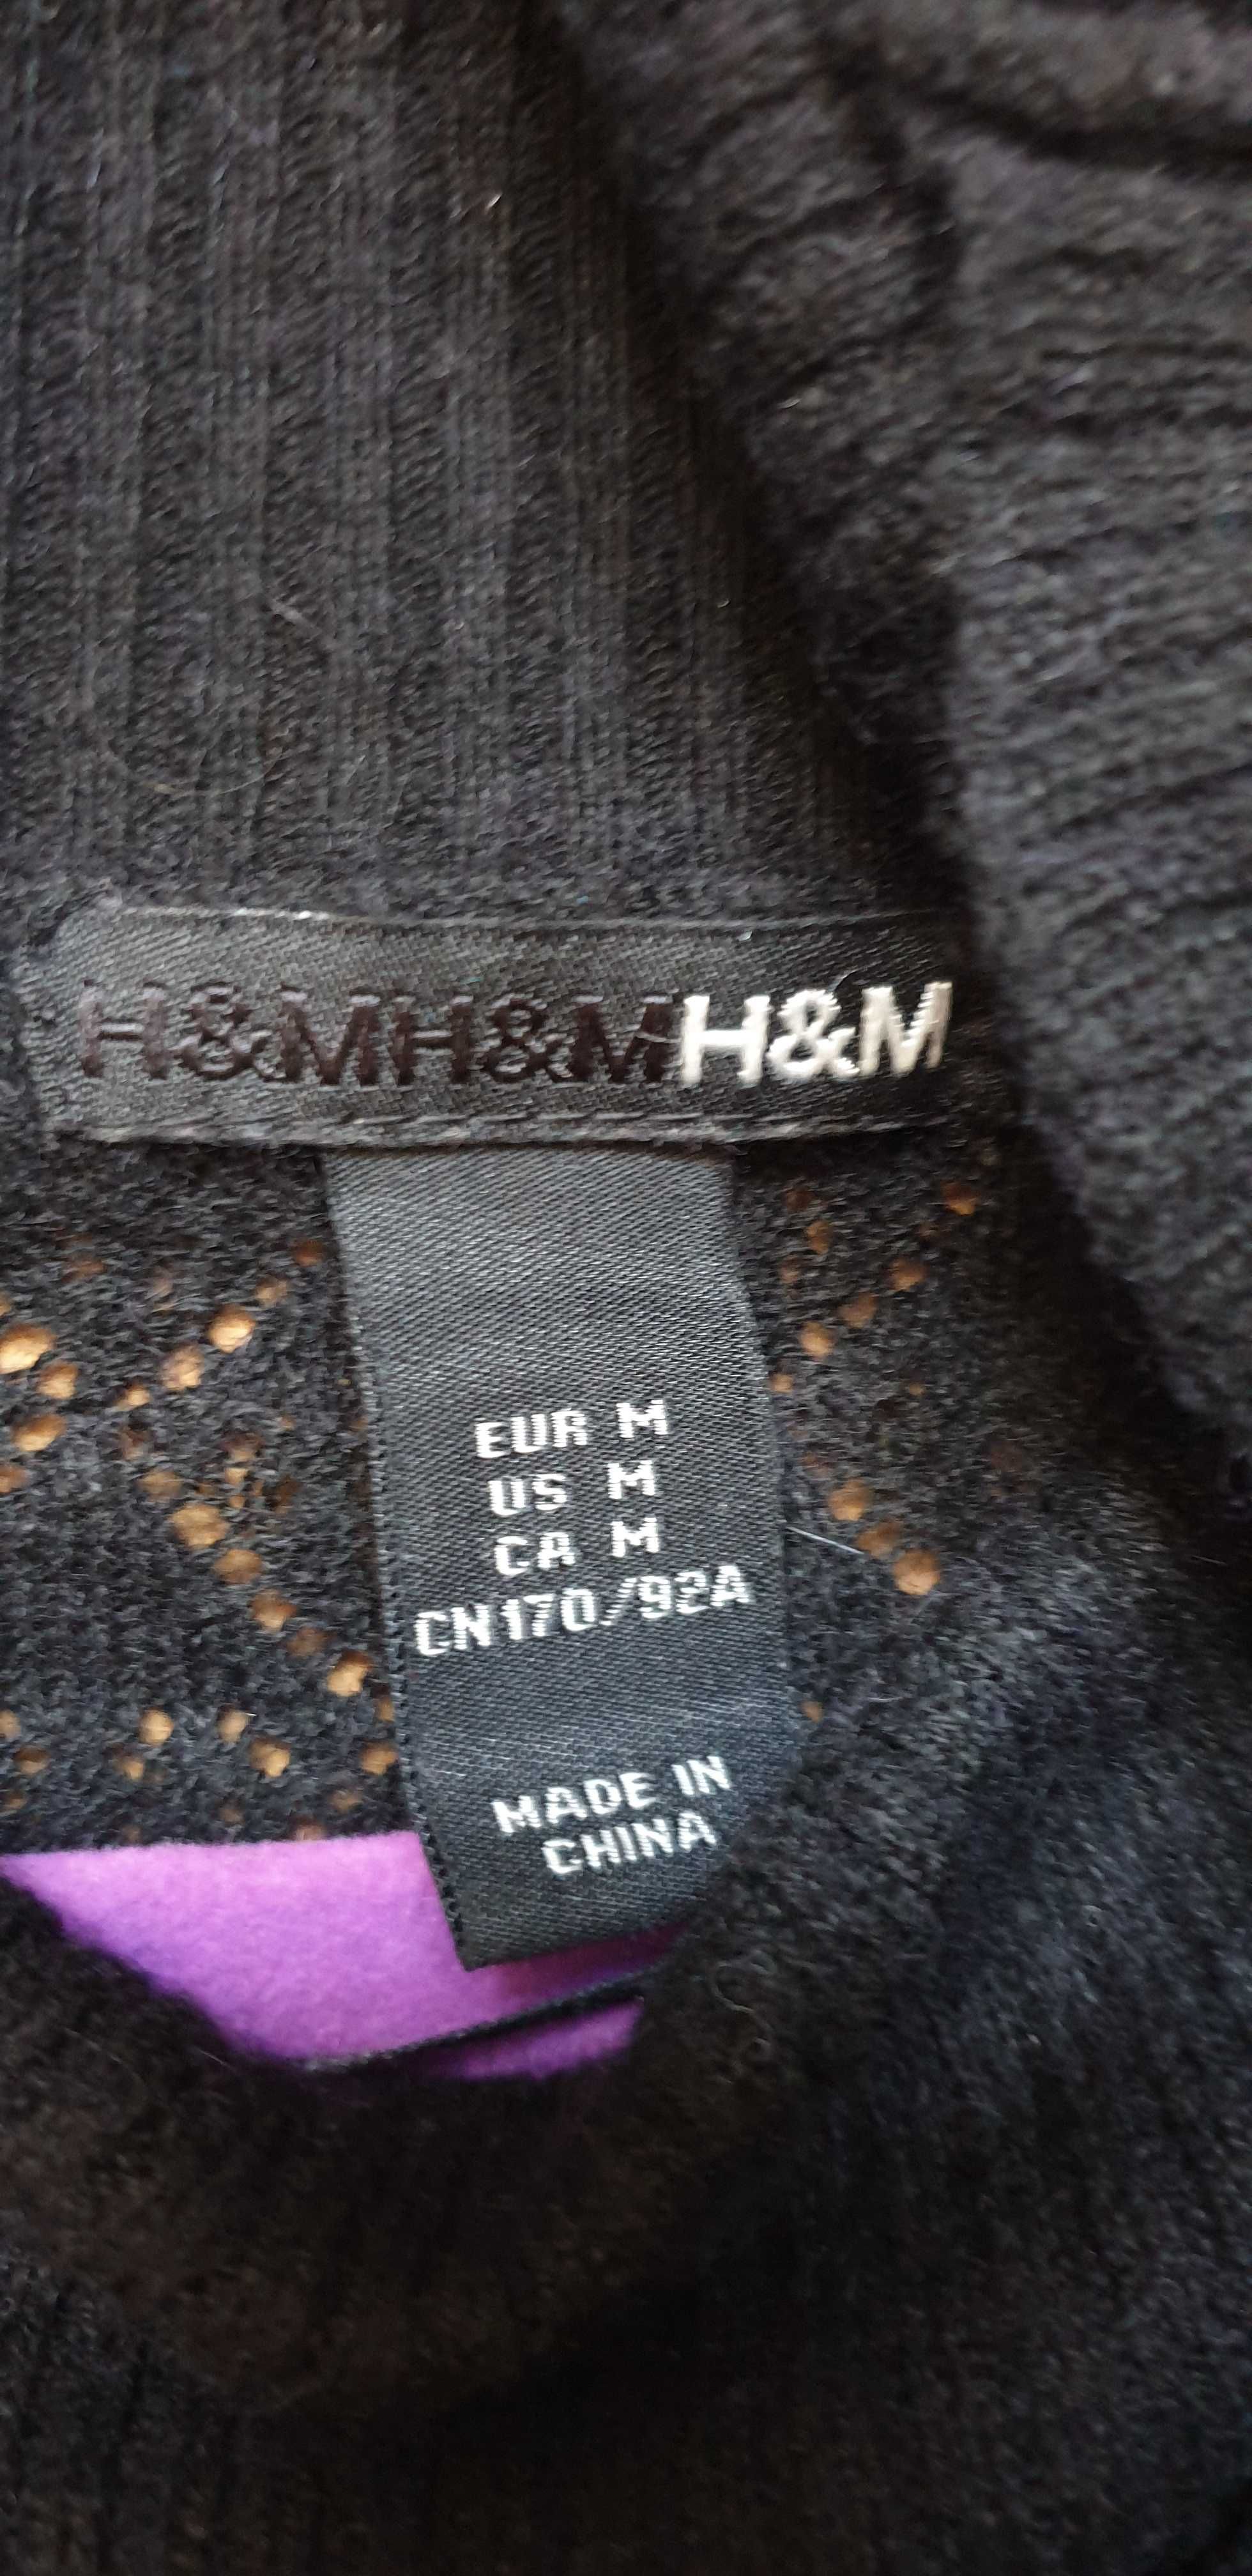 H&MH&MH&M
EUR M
US M
CA M
CN170/92A
MADE IN
CHINA